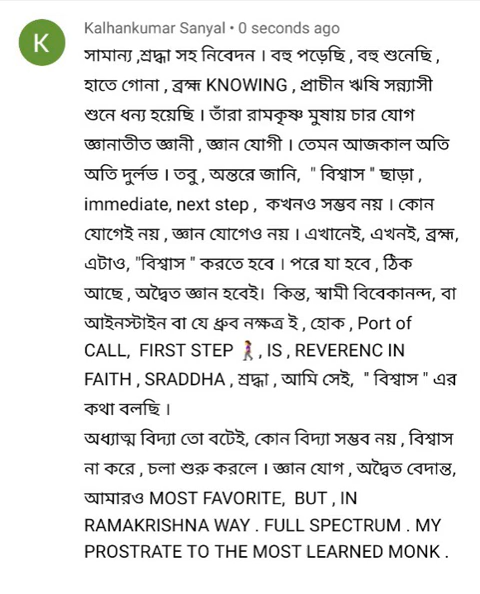 K
Kalhankumar Sanyal • 0 seconds ago
সামান্য ,শ্রদ্ধা সহ নিবেদন । বহু পড়েছি , বহু শুনেছি ,
হাতে গোনা , ব্রহ্ম KNOWING , প্রাচীন ঋষি সন্ন্যাসী
শুনে ধন্য হয়েছি । তাঁরা রামকৃষ্ণ মুষায় চার যোগ
জ্ঞানাতীত জ্ঞানী , জ্ঞান যোগী । তেমন আজকাল অতি
অতি দুর্লভ । তবু , অন্তরে জানি, " বিশ্বাস " ছাড়া ,
immediate, next step , কখনও সম্ভব নয় । কোন
যোগেই নয় , জ্ঞান যোগেও নয় । এখানেই, এখনই, ব্রহ্ম,
এটাও, "বিশ্বাস " করতে হবে । পরে যা হবে , ঠিক
আছে , অদ্বৈত জ্ঞান হবেই। কিন্ত, স্বামী বিবেকানন্দ, বা
আইনস্টাইন বা যে ধ্রুব নক্ষত্র ই , হোক , Port of
CALL, FIRST STEP 🚶‍♀️ , IS , REVERENC IN
FAITH , SRADDHA , শ্রদ্ধা , আমি সেই, " বিশ্বাস " এর
কথা বলছি ।
অধ্যাত্ম বিদ্যা তো বটেই, কোন বিদ্যা সম্ভব নয় , বিশ্বাস
না করে , চলা শুরু করলে । জ্ঞান যোগ , অদ্বৈত বেদান্ত,
আমারও MOST FAVORITE, BUT , IN
RAMAKRISHNA WAY . FULL SPECTRUM . MY
PROSTRATE TO THE MOST LEARNED MONK .